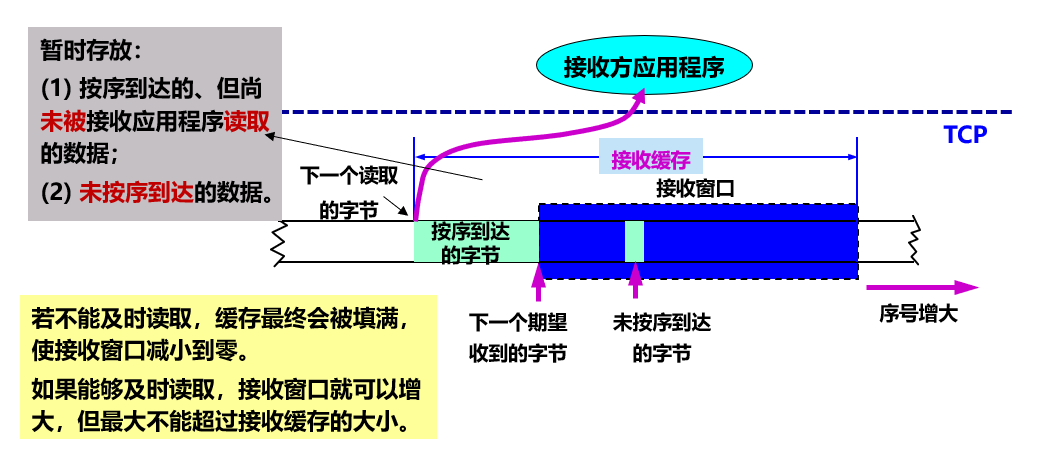 暂时存放：
(1) 按序到达的、但尚
未被接收应用程序读取
的数据；
(2) 未按序到达的数据。
接收方应用程序
TCP
接收缓存
接收窗口
下一个读取
的字节
按序到达
的字节
下一个期望
收到的字节
未按序到达
的字节
序号增大
若不能及时读取，缓存最终会被填满，
使接收窗口减小到零。
如果能够及时读取，接收窗口就可以增
大，但最大不能超过接收缓存的大小。